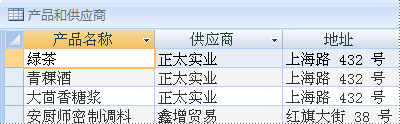 产品和供应商
产品名称 供应商 地址
绿茶 正太实业 上海路 432 号
青稞酒 正太实业 上海路 432 号
大茴香糖浆 正太实业 上海路 432 号
安厨师密制调料 鑫增贸易 红旗大街 38 号